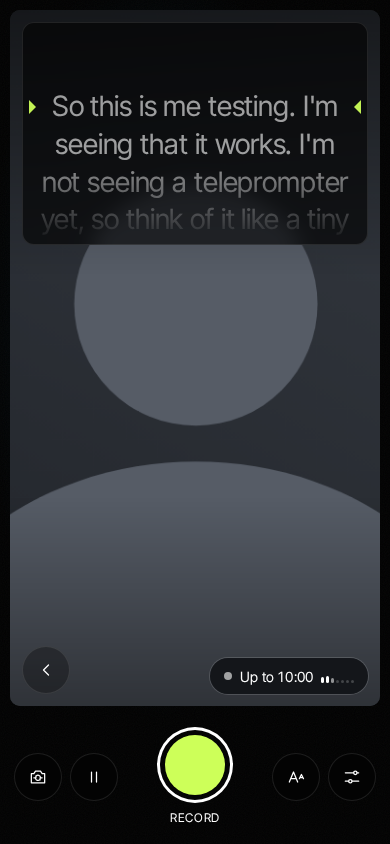 So this is me testing. I'm
seeing that it works. I'm
not seeing a teleprompter
yet, so think of it like a tiny
Up to 10:00
AA
RECORD